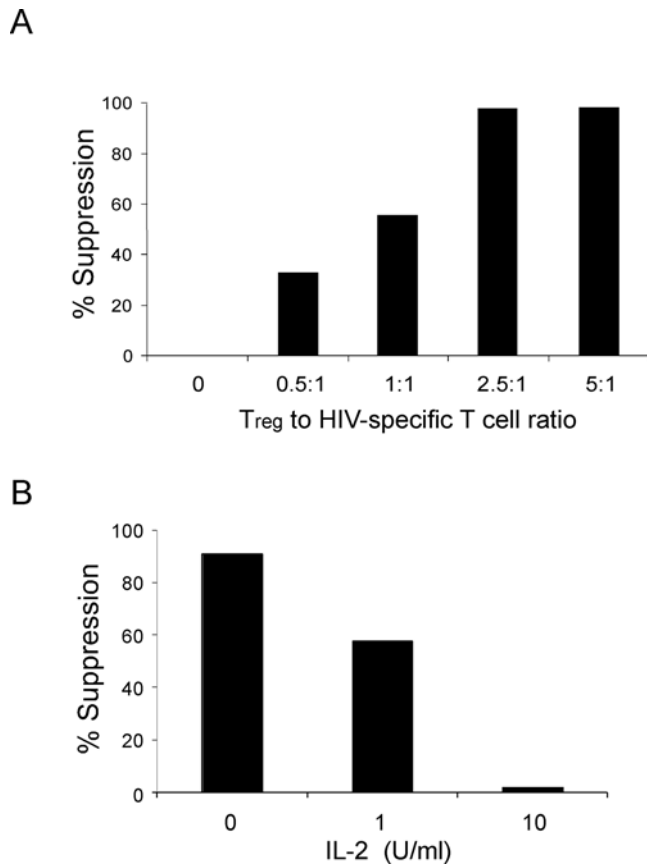 A
% Suppression
100
80
60
40
20
0
0 0.5:1 1:1 2.5:1 5:1
Treg to HIV-specific T cell ratio
B
% Suppression
100
80
60
40
20
0
0 1 10
IL-2 (U/ml)